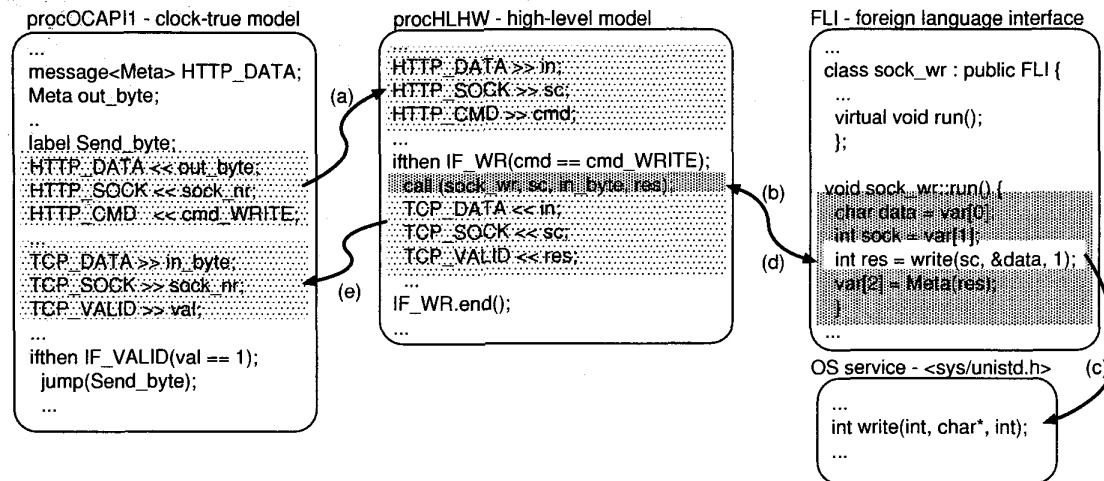 procOCAPI1 - clock-true model
...
message<Meta> HTTP_DATA;
Meta out_byte;
..
label Send_byte;
HTTP_DATA << out_byte;
HTTP_SOCK << sock_nr;
HTTP_CMD << cmd_WRITE;
...
TCP_DATA >> in_byte;
TCP_SOCK >> sock_nr;
TCP_VALID >> val;
...
ifthen IF_VALID(val == 1);
jump(Send_byte);
...
(a)
(e)
procHLHW - high-level model
...
HTTP_DATA >> in;
HTTP_SOCK >> sc;
HTTP_CMD >> cmd;
...
ifthen IF_WR(cmd == cmd_WRITE);
call (sock_wr, sc, in_byte, res);
TCP_DATA << in;
TCP_SOCK << sc;
TCP_VALID << res;
...
IF_WR.end();
...
(b)
(d)
FLI - foreign language interface
...
class sock_wr : public FLI {
...
virtual void run();
};
void sock_wr::run() {
char data = var[0]
int sock = var[1];
int res = write(sc, &data, 1);
var[2] = Meta(res);
}
...
OS service - <sys/unistd.h>
(c)
...
int write(int, char*, int);
...